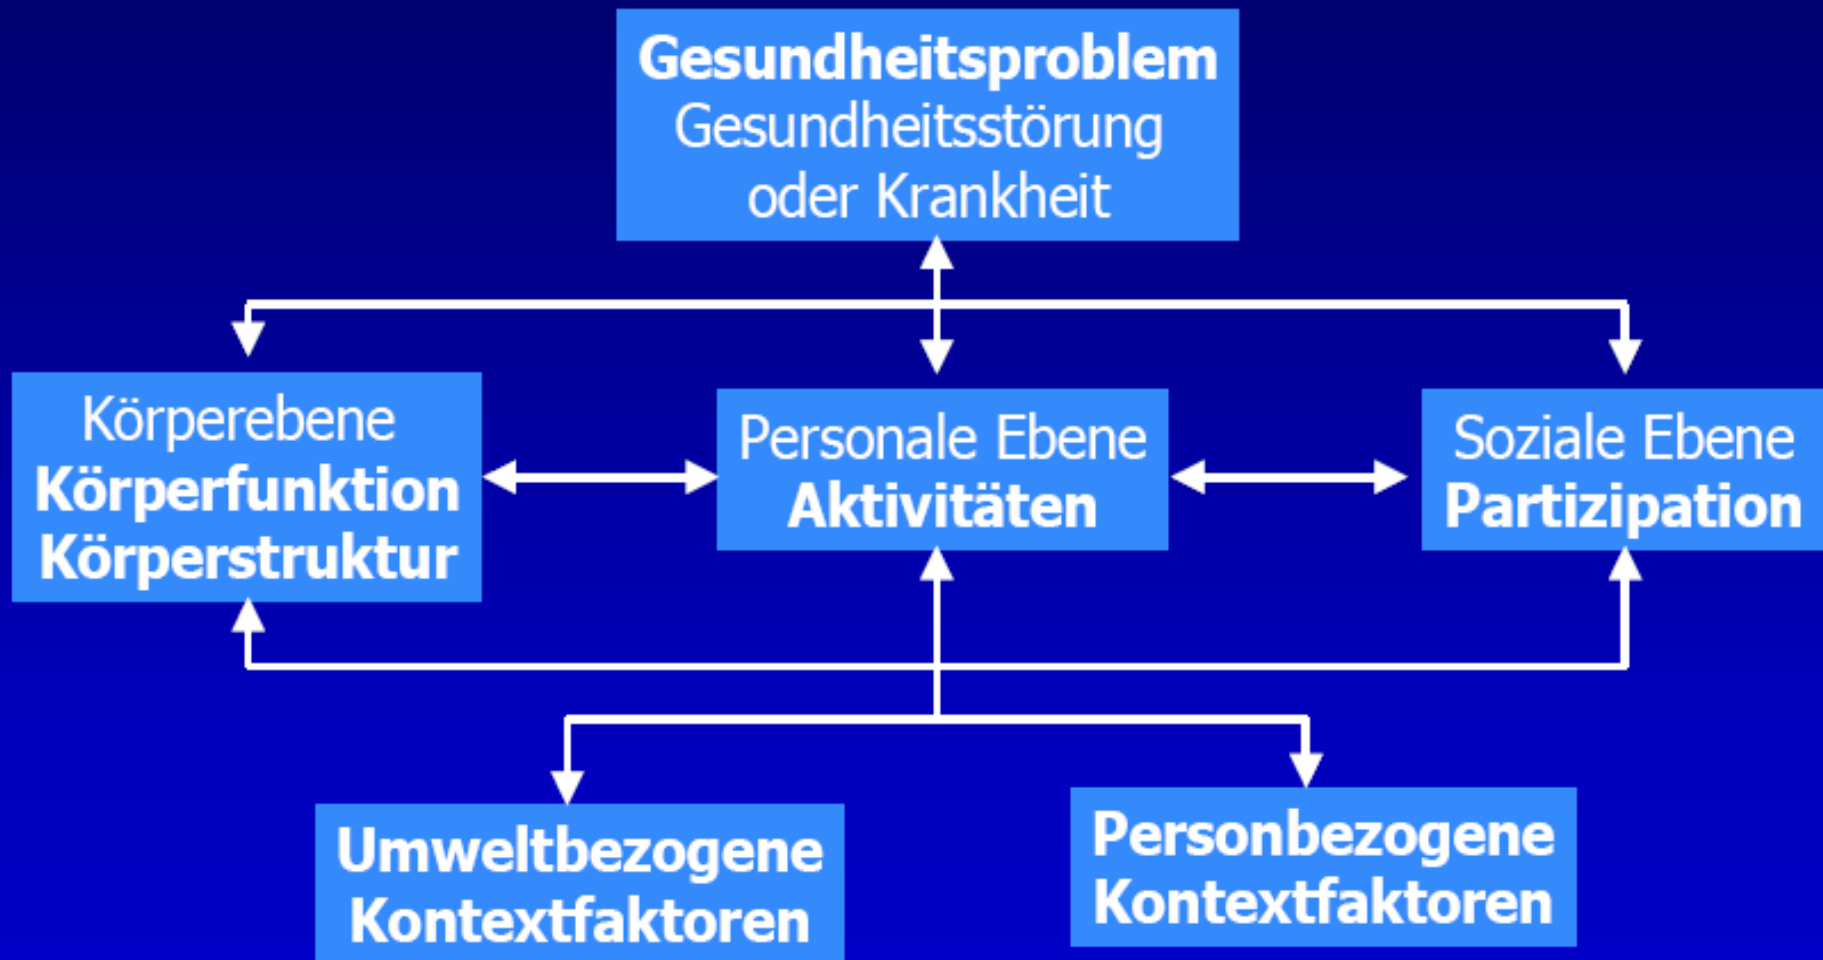 Gesundheitsproblem
Gesundheitsstörung
oder Krankheit
Körperebene
Körperfunktion
Körperstruktur
Personale Ebene
Aktivitäten
Soziale Ebene
Partizipation
Umweltbezogene
Kontextfaktoren
Personbezogene
Kontextfaktoren